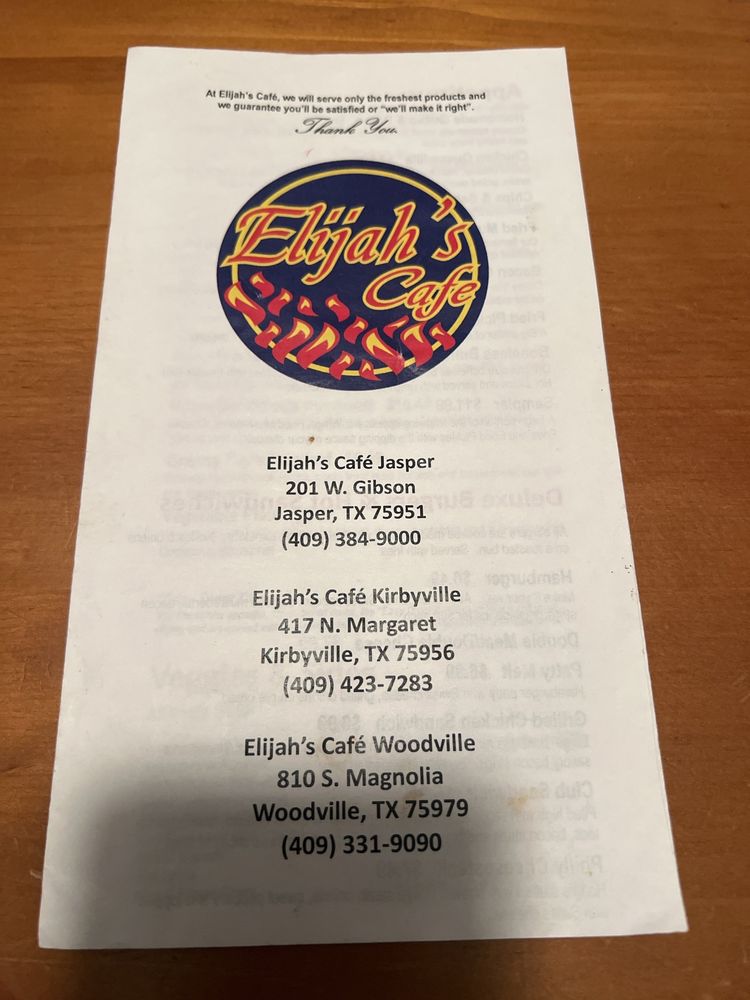 At Elijah's Café, we will serve only the freshest products and
we guarantee you'll be satisfied or "we'll make it right".
Thank You.
Elijah's
Cafe
Elijah's Café Jasper
201 W. Gibson
Jasper, TX 75951
(409) 384-9000
Elijah's Café Kirbyville
417 N. Margaret
Kirbyville, TX 75956
(409) 423-7283
Elijah's Café Woodville
810 S. Magnolia
Woodville, TX 75979
(409) 331-9090